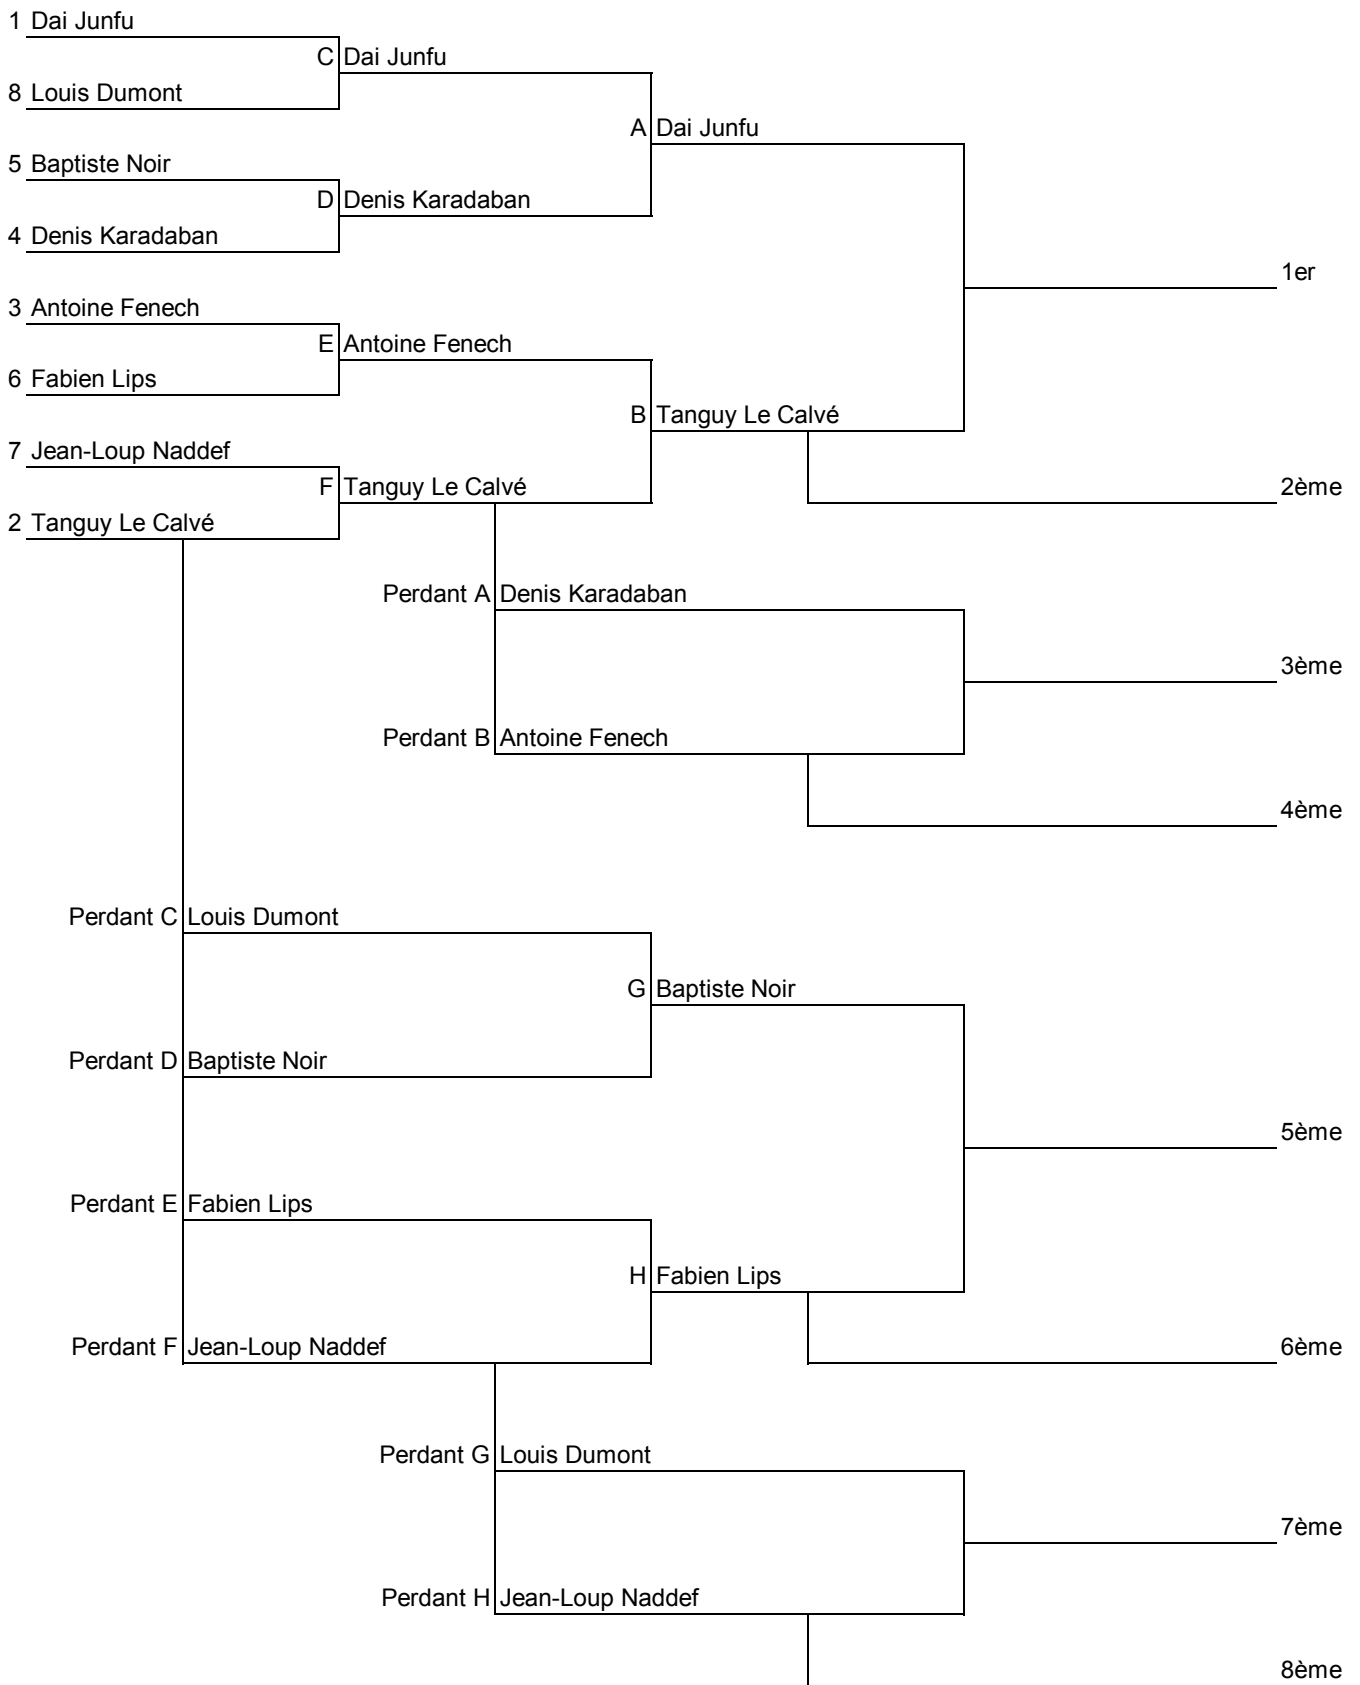 1 Dai Junfu
C Dai Junfu
8 Louis Dumont
A Dai Junfu
5 Baptiste Noir
D Denis Karadaban
4 Denis Karadaban
1er
3 Antoine Fenech
E Antoine Fenech
6 Fabien Lips
B Tanguy Le Calvé
7 Jean-Loup Naddef
F Tanguy Le Calvé
2ème
2 Tanguy Le Calvé
Perdant A Denis Karadaban
3ème
Perdant B Antoine Fenech
4ème
Perdant C Louis Dumont
G Baptiste Noir
Perdant D Baptiste Noir
5ème
Perdant E Fabien Lips
H Fabien Lips
Perdant F Jean-Loup Naddef
6ème
Perdant G Louis Dumont
7ème
Perdant H Jean-Loup Naddef
8ème